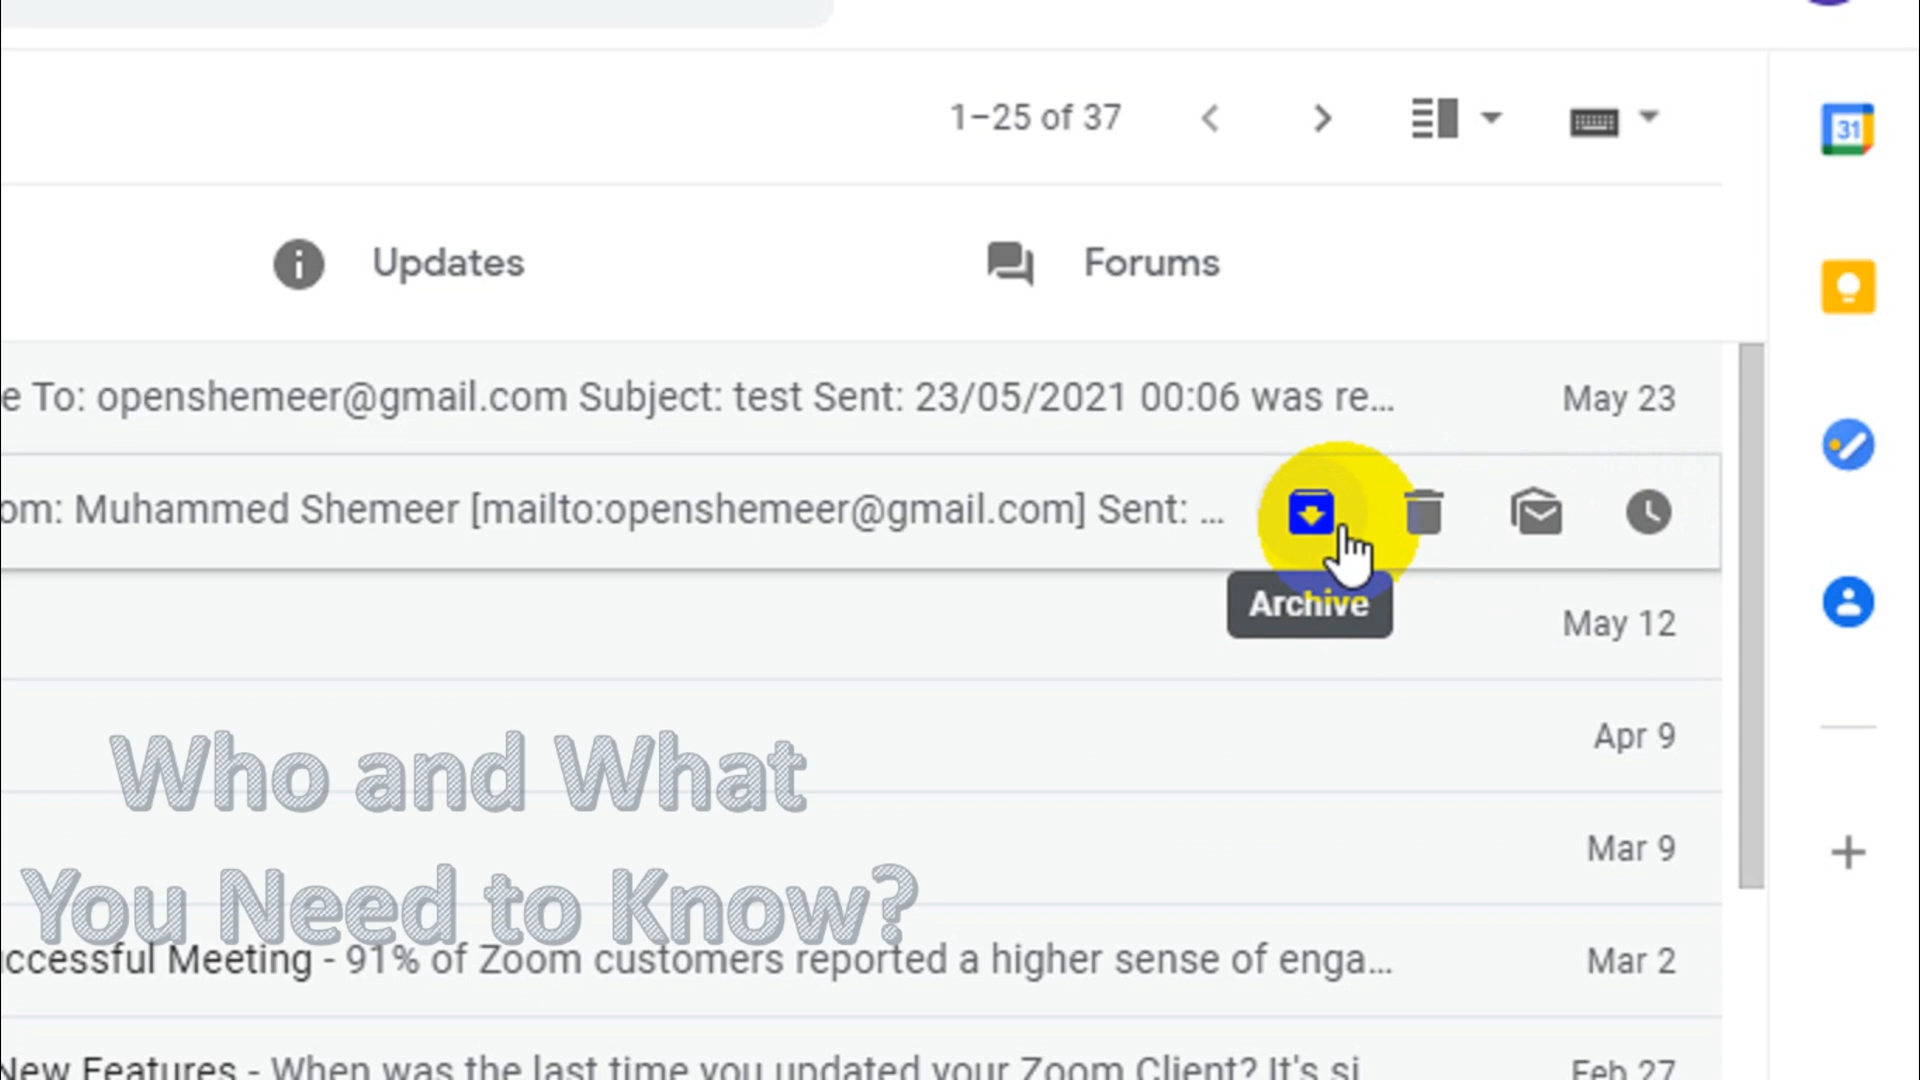 1–25 of 37
31
Updates
Forums
e To: openshemeer@gmail.com Subject: test Sent: 23/05/2021 00:06 was re...
May 23
om: Muhammed Shemeer [mailto:openshemeer@gmail.com] Sent: ...
Archive
May 12
Apr 9
Who and What
Mar 9
You Need to Know?
ccessful Meeting - 91% of Zoom customers reported a higher sense of enga...
Mar 2
New Features - When was the last time you updated your Zoom Client? It's si
Feb 27